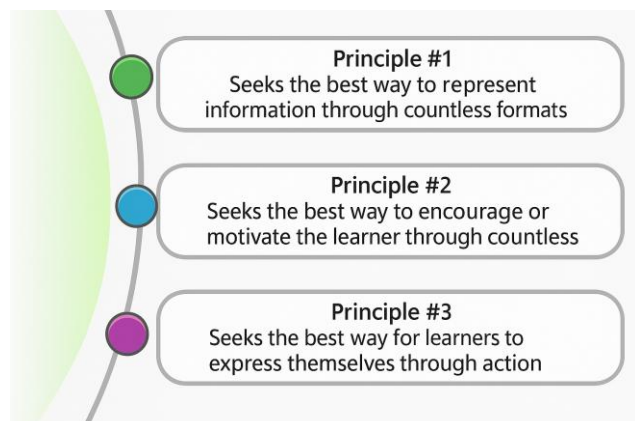 Principle #1
Seeks the best way to represent
information through countless formats
Principle #2
Seeks the best way to encourage or
motivate the learner through countless
Principle #3
Seeks the best way for learners to
express themselves through action